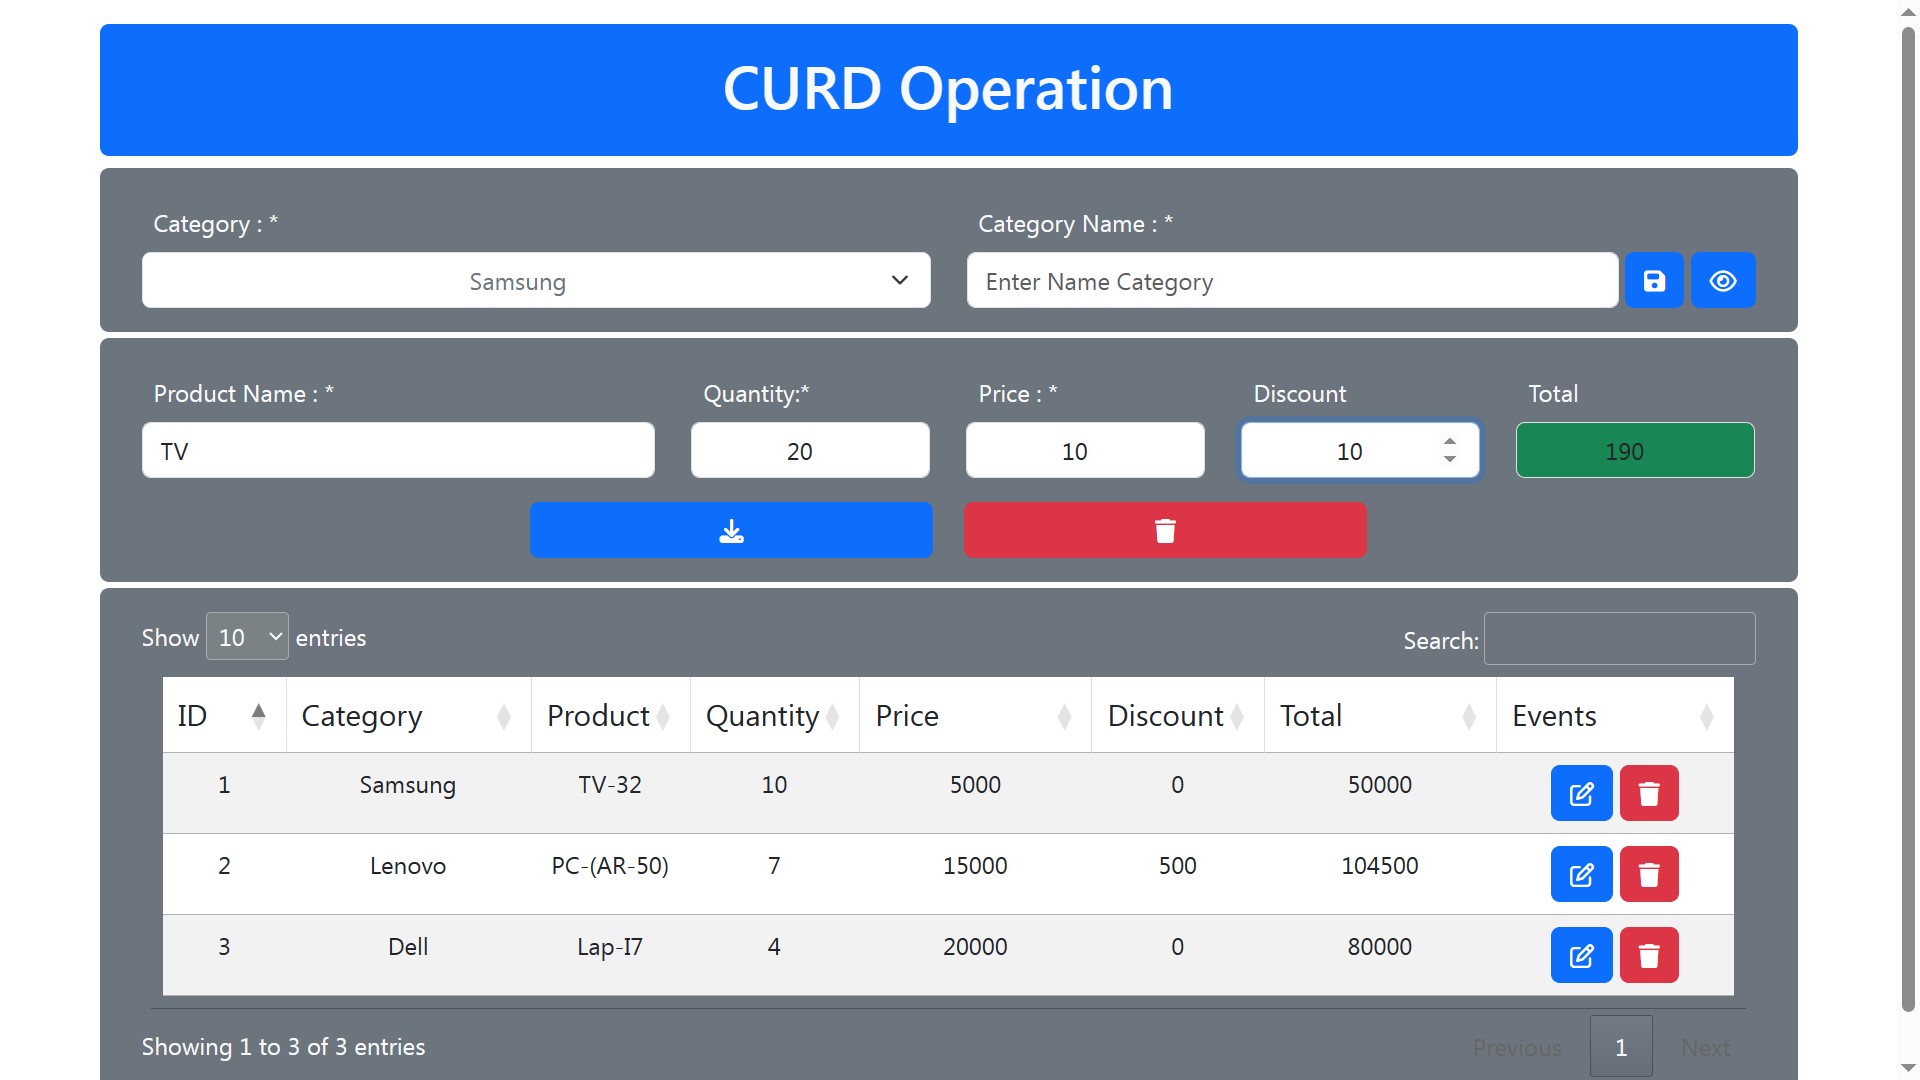 CURD Operation
Category : * Category Name : *
Samsung Enter Name Category
Product Name : * Quantity:* Price : * Discount Total
TV 20 10 10 190
Show 10 entries Search:
ID Category Product Quantity Price Discount Total Events
1 Samsung TV-32 10 5000 0 50000
2 Lenovo PC-(AR-50) 7 15000 500 104500
3 Dell Lap-I7 4 20000 0 80000
Showing 1 to 3 of 3 entries Previous 1 Next